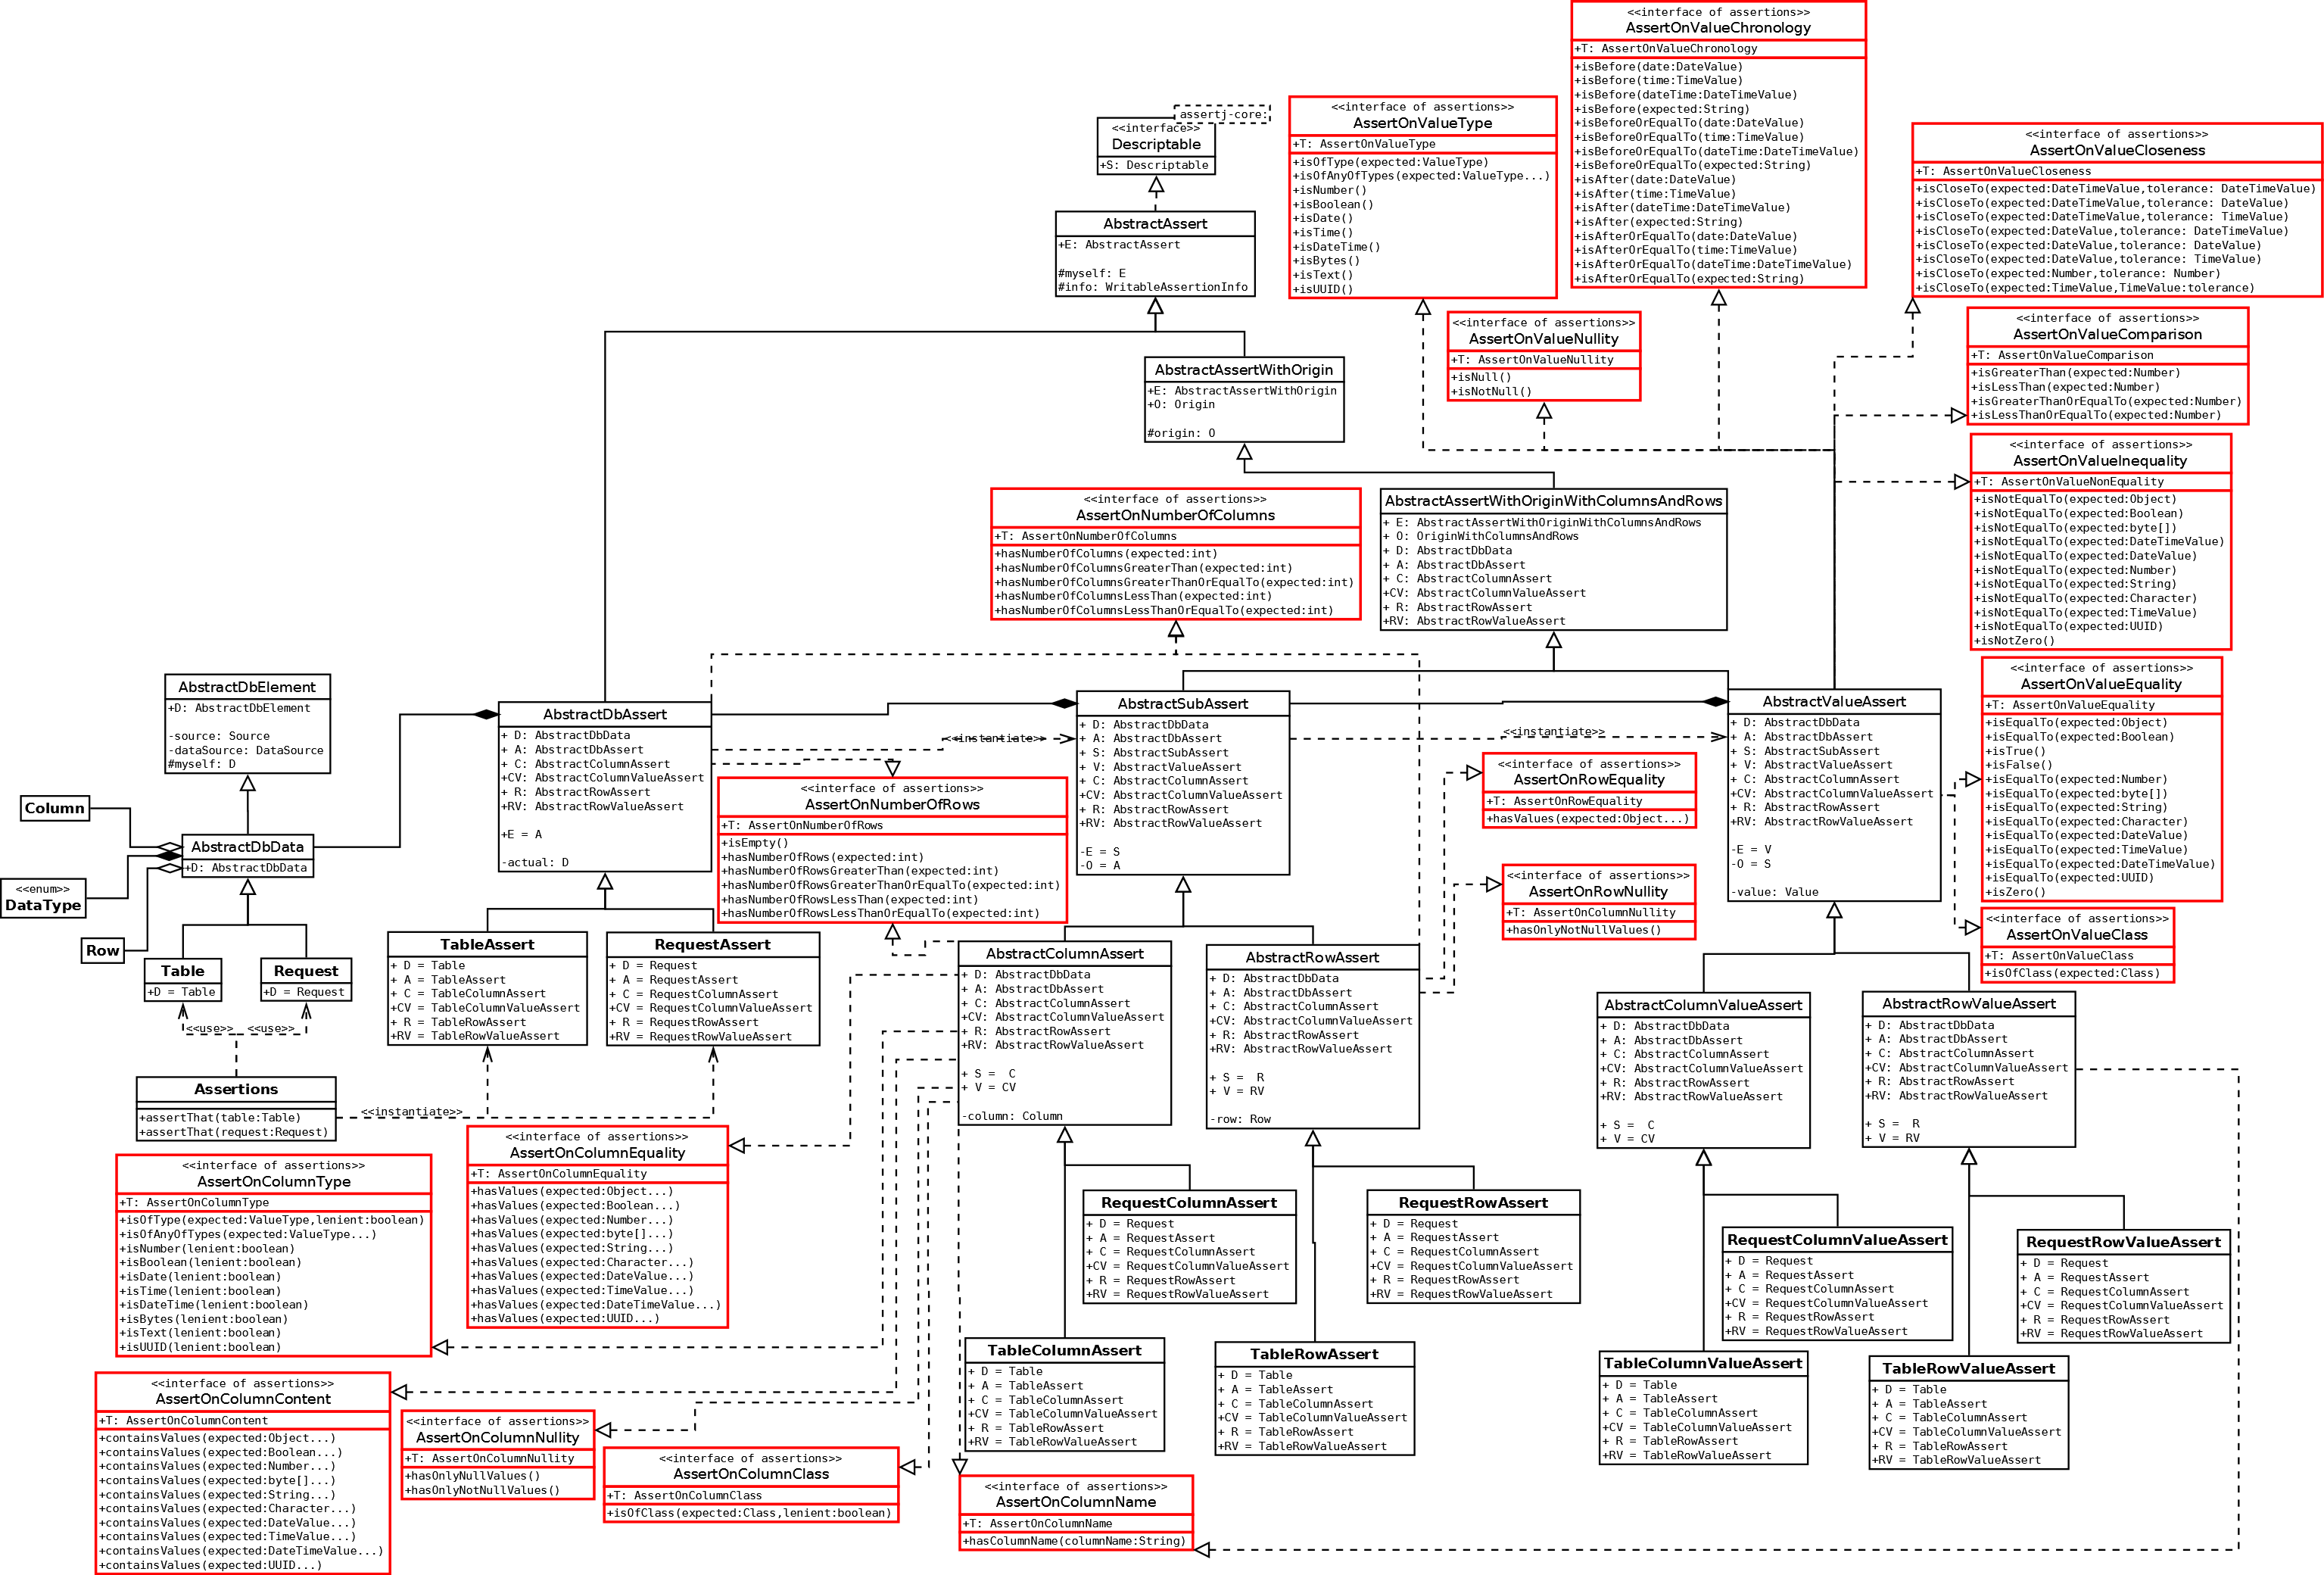 <<interface of assertions>>
AssertOnValueChronology
+T: AssertOnValueChronology
+isBefore(date:DateValue)
+isBefore(time:TimeValue)
+isBefore(dateTime:DateTimeValue)
+isBefore(expected:String)
+isBeforeOrEqualTo(date:DateValue)
+isBeforeOrEqualTo(time:TimeValue)
+isBeforeOrEqualTo(dateTime:DateTimeValue)
+isBeforeOrEqualTo(expected:String)
+isAfter(date:DateValue)
+isAfter(time:TimeValue)
+isAfter(dateTime:DateTimeValue)
+isAfter(expected:String)
+isAfterOrEqualTo(date:DateValue)
+isAfterOrEqualTo(time:TimeValue)
+isAfterOrEqualTo(dateTime:DateTimeValue)
+isAfterOrEqualTo(expected:String)
assertj-core:
<<interface>>
Descriptable
+S: Descriptable
<<interface of assertions>>
AssertOnValueType
+T: AssertOnValueType
+isOfType(expected:ValueType)
+isOfAnyOfTypes(expected:ValueType...)
+isNumber()
+isBoolean()
+isDate()
+isTime()
+isDateTime()
+isBytes()
+isText()
+isUUID()
<<interface of assertions>>
AssertOnValueCloseness
+T: AssertOnValueCloseness
+isCloseTo(expected:DateTimeValue,tolerance: DateTimeValue)
+isCloseTo(expected:DateTimeValue,tolerance: DateValue)
+isCloseTo(expected:DateTimeValue,tolerance: TimeValue)
+isCloseTo(expected:DateValue,tolerance: DateTimeValue)
+isCloseTo(expected:DateValue,tolerance: DateValue)
+isCloseTo(expected:DateValue,tolerance: TimeValue)
+isCloseTo(expected:Number,tolerance: Number)
+isCloseTo(expected:TimeValue,TimeValue:tolerance)
AbstractAssert
+E: AbstractAssert
#myself: E
#info: WritableAssertionInfo
<<interface of assertions>>
AssertOnValueNullity
+T: AssertOnValueNullity
+isNull()
+isNotNull()
<<interface of assertions>>
AssertOnValueComparison
+T: AssertOnValueComparison
+isGreaterThan(expected:Number)
+isLessThan(expected:Number)
+isGreaterThanOrEqualTo(expected:Number)
+isLessThanOrEqualTo(expected:Number)
AbstractAssertWithOrigin
+E: AbstractAssertWithOrigin
+O: Origin
#origin: O
<<interface of assertions>>
AssertOnValueInequality
+T: AssertOnValueNonEquality
+isNotEqualTo(expected:Object)
+isNotEqualTo(expected:Boolean)
+isNotEqualTo(expected:byte[])
+isNotEqualTo(expected:DateTimeValue)
+isNotEqualTo(expected:DateValue)
+isNotEqualTo(expected:Number)
+isNotEqualTo(expected:String)
+isNotEqualTo(expected:Character)
+isNotEqualTo(expected:TimeValue)
+isNotEqualTo(expected:UUID)
+isNotZero()
<<interface of assertions>>
AssertOnNumberOfColumns
+T: AssertOnNumberOfColumns
+hasNumberOfColumns(expected:int)
+hasNumberOfColumnsGreaterThan(expected:int)
+hasNumberOfColumnsGreaterThanOrEqualTo(expected:int)
+hasNumberOfColumnsLessThan(expected:int)
+hasNumberOfColumnsLessThanOrEqualTo(expected:int)
AbstractAssertWithOriginWithColumnsAndRows
+ E: AbstractAssertWithOriginWithColumnsAndRows
+ O: OriginWithColumnsAndRows
+ D: AbstractDbData
+ A: AbstractDbAssert
+ C: AbstractColumnAssert
+CV: AbstractColumnValueAssert
+ R: AbstractRowAssert
+RV: AbstractRowValueAssert
AbstractDbElement
+D: AbstractDbElement
-source: Source
-dataSource: DataSource
#myself: D
AbstractDbAssert
+ D: AbstractDbData
+ A: AbstractDbAssert
+ C: AbstractColumnAssert
+CV: AbstractColumnValueAssert
+ R: AbstractRowAssert
+RV: AbstractRowValueAssert
+E = A
-actual: D
<<instantiate>>
AbstractSubAssert
+ D: AbstractDbData
+ A: AbstractDbAssert
+ S: AbstractSubAssert
+ V: AbstractValueAssert
+ C: AbstractColumnAssert
+CV: AbstractColumnValueAssert
+ R: AbstractRowAssert
+RV: AbstractRowValueAssert
-E = S
-O = A
<<instantiate>>
AbstractValueAssert
+ D: AbstractDbData
+ A: AbstractDbAssert
+ S: AbstractSubAssert
+ V: AbstractValueAssert
+ C: AbstractColumnAssert
+CV: AbstractColumnValueAssert
+ R: AbstractRowAssert
+RV: AbstractRowValueAssert
-E = V
-O = S
-value: Value
<<interface of assertions>>
AssertOnValueEquality
+T: AssertOnValueEquality
+isEqualTo(expected:Object)
+isEqualTo(expected:Boolean)
+isTrue()
+isFalse()
+isEqualTo(expected:Number)
+isEqualTo(expected:byte[])
+isEqualTo(expected:String)
+isEqualTo(expected:Character)
+isEqualTo(expected:DateValue)
+isEqualTo(expected:TimeValue)
+isEqualTo(expected:DateTimeValue)
+isEqualTo(expected:UUID)
+isZero()
<<interface of assertions>>
AssertOnRowEquality
+T: AssertOnRowEquality
+hasValues(expected:Object...)
<<interface of assertions>>
AssertOnNumberOfRows
+T: AssertOnNumberOfRows
+isEmpty()
+hasNumberOfRows(expected:int)
+hasNumberOfRowsGreaterThan(expected:int)
+hasNumberOfRowsGreaterThanOrEqualTo(expected:int)
+hasNumberOfRowsLessThan(expected:int)
+hasNumberOfRowsLessThanOrEqualTo(expected:int)
Column
AbstractDbData
+D: AbstractDbData
<<enum>>
DataType
Row
<<interface of assertions>>
AssertOnRowNullity
+T: AssertOnColumnNullity
+hasOnlyNotNullValues()
<<interface of assertions>>
AssertOnValueClass
+T: AssertOnValueClass
+isOfClass(expected:Class)
Table
+D = Table
Request
+D = Request
<<use>>
<<use>>
TableAssert
+ D = Table
+ A = TableAssert
+ C = TableColumnAssert
+CV = TableColumnValueAssert
+ R = TableRowAssert
+RV = TableRowValueAssert
RequestAssert
+ D = Request
+ A = RequestAssert
+ C = RequestColumnAssert
+CV = RequestColumnValueAssert
+ R = RequestRowAssert
+RV = RequestRowValueAssert
AbstractColumnAssert
+ D: AbstractDbData
+ A: AbstractDbAssert
+ C: AbstractColumnAssert
+CV: AbstractColumnValueAssert
+ R: AbstractRowAssert
+RV: AbstractRowValueAssert
+ S =  C
+ V = CV
-column: Column
AbstractRowAssert
+ D: AbstractDbData
+ A: AbstractDbAssert
+ C: AbstractColumnAssert
+CV: AbstractColumnValueAssert
+ R: AbstractRowAssert
+RV: AbstractRowValueAssert
+ S =  R
+ V = RV
-row: Row
AbstractColumnValueAssert
+ D: AbstractDbData
+ A: AbstractDbAssert
+ C: AbstractColumnAssert
+CV: AbstractColumnValueAssert
+ R: AbstractRowAssert
+RV: AbstractRowValueAssert
+ S =  C
+ V = CV
AbstractRowValueAssert
+ D: AbstractDbData
+ A: AbstractDbAssert
+ C: AbstractColumnAssert
+CV: AbstractColumnValueAssert
+ R: AbstractRowAssert
+RV: AbstractRowValueAssert
+ S =  R
+ V = RV
Assertions
+assertThat(table:Table)
+assertThat(request:Request)
<<instantiate>>
<<interface of assertions>>
AssertOnColumnType
+T: AssertOnColumnType
+isOfType(expected:ValueType,lenient:boolean)
+isOfAnyOfTypes(expected:ValueType...)
+isNumber(lenient:boolean)
+isBoolean(lenient:boolean)
+isDate(lenient:boolean)
+isTime(lenient:boolean)
+isDateTime(lenient:boolean)
+isBytes(lenient:boolean)
+isText(lenient:boolean)
+isUUID(lenient:boolean)
<<interface of assertions>>
AssertOnColumnEquality
+T: AssertOnColumnEquality
+hasValues(expected:Object...)
+hasValues(expected:Boolean...)
+hasValues(expected:Number...)
+hasValues(expected:byte[]...)
+hasValues(expected:String...)
+hasValues(expected:Character...)
+hasValues(expected:DateValue...)
+hasValues(expected:TimeValue...)
+hasValues(expected:DateTimeValue...)
+hasValues(expected:UUID...)
RequestColumnAssert
+ D = Request
+ A = RequestAssert
+ C = RequestColumnAssert
+CV = RequestColumnValueAssert
+ R = RequestRowAssert
+RV = RequestRowValueAssert
RequestRowAssert
+ D = Request
+ A = RequestAssert
+ C = RequestColumnAssert
+CV = RequestColumnValueAssert
+ R = RequestRowAssert
+RV = RequestRowValueAssert
RequestColumnValueAssert
+ D = Request
+ A = RequestAssert
+ C = RequestColumnAssert
+CV = RequestColumnValueAssert
+ R = RequestRowAssert
+RV = RequestRowValueAssert
RequestRowValueAssert
+ D = Request
+ A = RequestAssert
+ C = RequestColumnAssert
+CV = RequestColumnValueAssert
+ R = RequestRowAssert
+RV = RequestRowValueAssert
TableColumnAssert
+ D = Table
+ A = TableAssert
+ C = TableColumnAssert
+CV = TableColumnValueAssert
+ R = TableRowAssert
+RV = TableRowValueAssert
TableRowAssert
+ D = Table
+ A = TableAssert
+ C = TableColumnAssert
+CV = TableColumnValueAssert
+ R = TableRowAssert
+RV = TableRowValueAssert
TableColumnValueAssert
+ D = Table
+ A = TableAssert
+ C = TableColumnAssert
+CV = TableColumnValueAssert
+ R = TableRowAssert
+RV = TableRowValueAssert
TableRowValueAssert
+ D = Table
+ A = TableAssert
+ C = TableColumnAssert
+CV = TableColumnValueAssert
+ R = TableRowAssert
+RV = TableRowValueAssert
<<interface of assertions>>
AssertOnColumnContent
+T: AssertOnColumnContent
+containsValues(expected:Object...)
+containsValues(expected:Boolean...)
+containsValues(expected:Number...)
+containsValues(expected:byte[]...)
+containsValues(expected:String...)
+containsValues(expected:Character...)
+containsValues(expected:DateValue...)
+containsValues(expected:TimeValue...)
+containsValues(expected:DateTimeValue...)
+containsValues(expected:UUID...)
<<interface of assertions>>
AssertOnColumnNullity
+T: AssertOnColumnNullity
+hasOnlyNullValues()
+hasOnlyNotNullValues()
<<interface of assertions>>
AssertOnColumnClass
+T: AssertOnColumnClass
+isOfClass(expected:Class,lenient:boolean)
<<interface of assertions>>
AssertOnColumnName
+T: AssertOnColumnName
+hasColumnName(columnName:String)